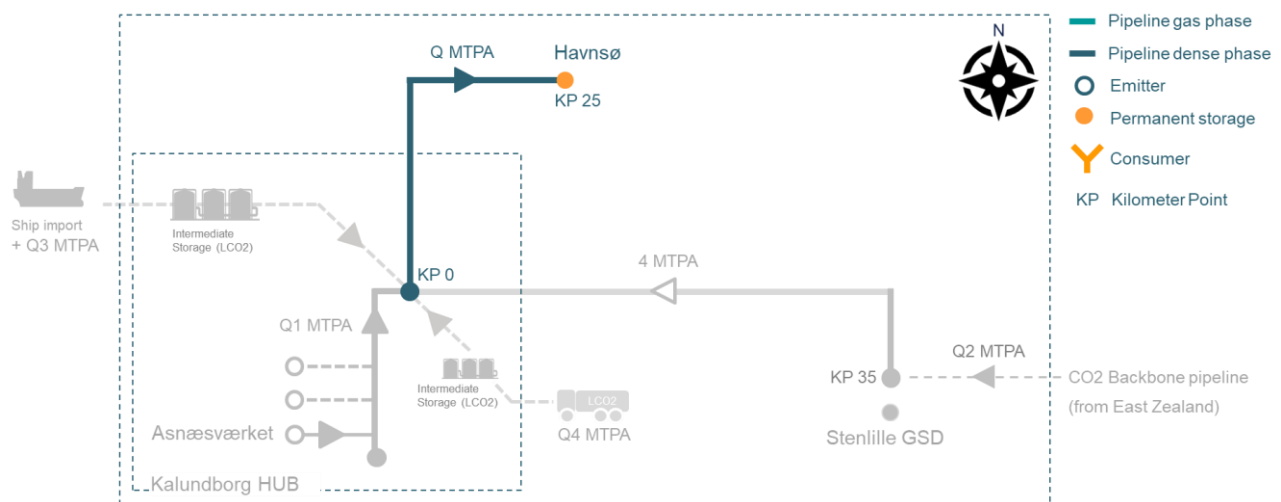 Q MTPA
Havnsø
KP 25
N
Pipeline gas phase
Pipeline dense phase
Emitter
Permanent storage
Consumer
KP Kilometer Point
Ship import
+ Q3 MTPA
Intermediate
Storage (LCO2)
KP 0
4 MTPA
Q1 MTPA
Intermediate
Storage (LCO2)
LCO2
Q4 MTPA
Asnæsværket
Kalundborg HUB
KP 35
Stenlille GSD
Q2 MTPA
CO2 Backbone pipeline
(from East Zealand)